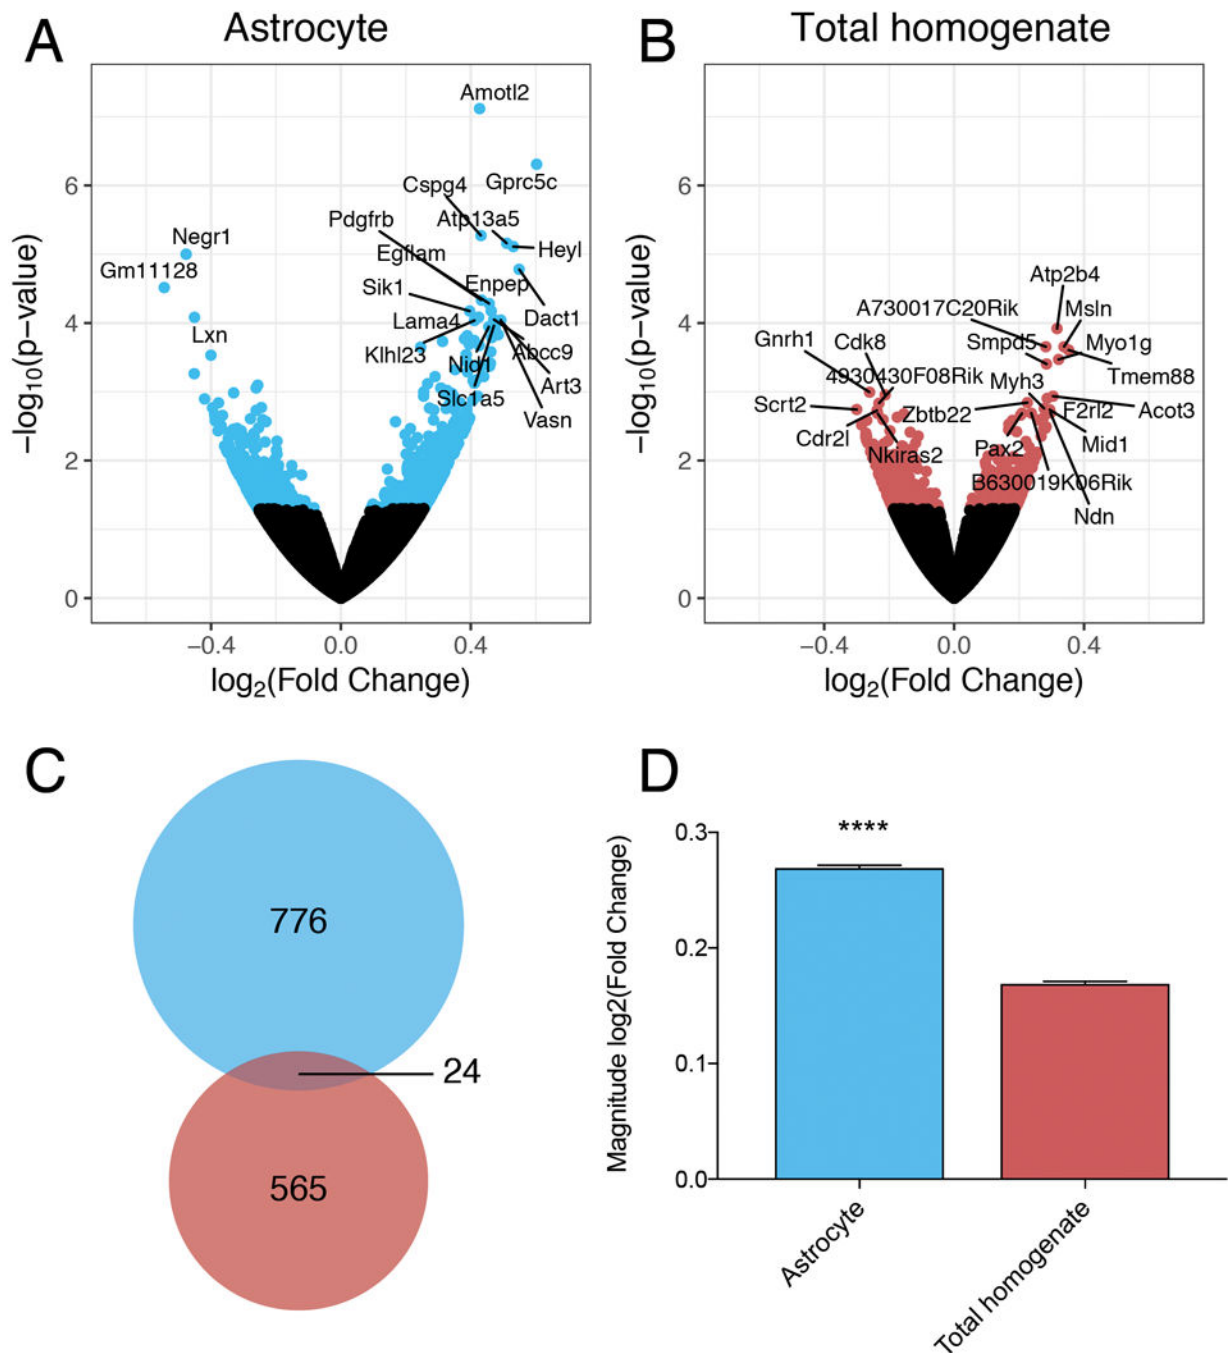 A
Astrocyte
B
Total homogenate
Amotl2
Gprc5c
Cspg4
Atp13a5
Pdgfrb
Heyl
Egflam
Negr1
Gm11128
Enpep
Sik1
Dact1
Lama4
Lxn
Klhl23
Nid1
Abcc9
Art3
Slc1a5
Vasn
6
4
2
0
−log10(p−value)
−0.4
0.0
0.4
log2(Fold Change)
Atp2b4
A730017C20Rik
Msln
Gnrh1
Cdk8
Smpd5
Myo1g
Tmem88
4930430F08Rik
Myh3
Scrt2
Zbtb22
F2rl2
Acot3
Cdr2l
Nkiras2
Pax2
Mid1
B630019K06Rik
Ndn
6
4
2
0
−log10(p−value)
−0.4
0.0
0.4
log2(Fold Change)
C
776
24
565
D
****
0.3
0.2
0.1
0.0
Magnitude log2(Fold Change)
Astrocyte
Total homogenate